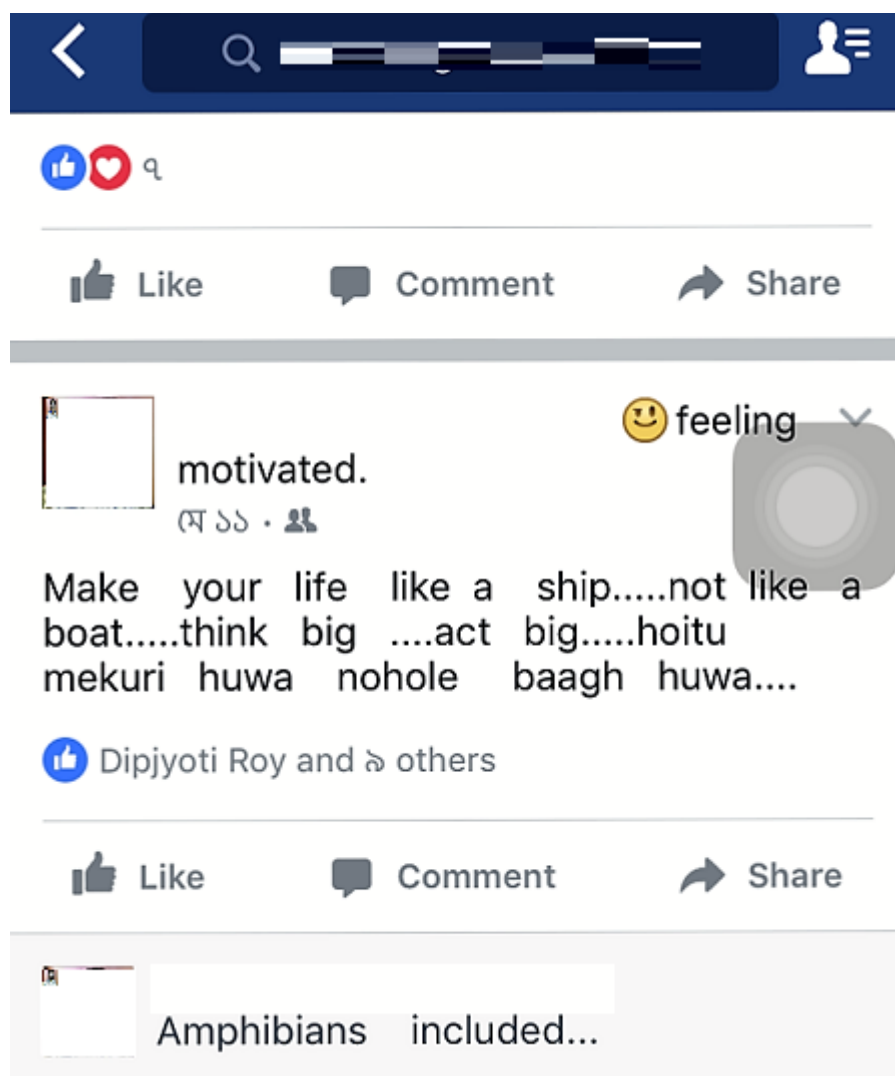 ৭
Like Comment Share
feeling
motivated.
মে ১১ ·
Make your life like a ship.....not like a
boat.....think big ....act big.....hoitu
mekuri huwa nohole baagh huwa....
Dipjyoti Roy and ৯ others
Like Comment Share
Amphibians included...